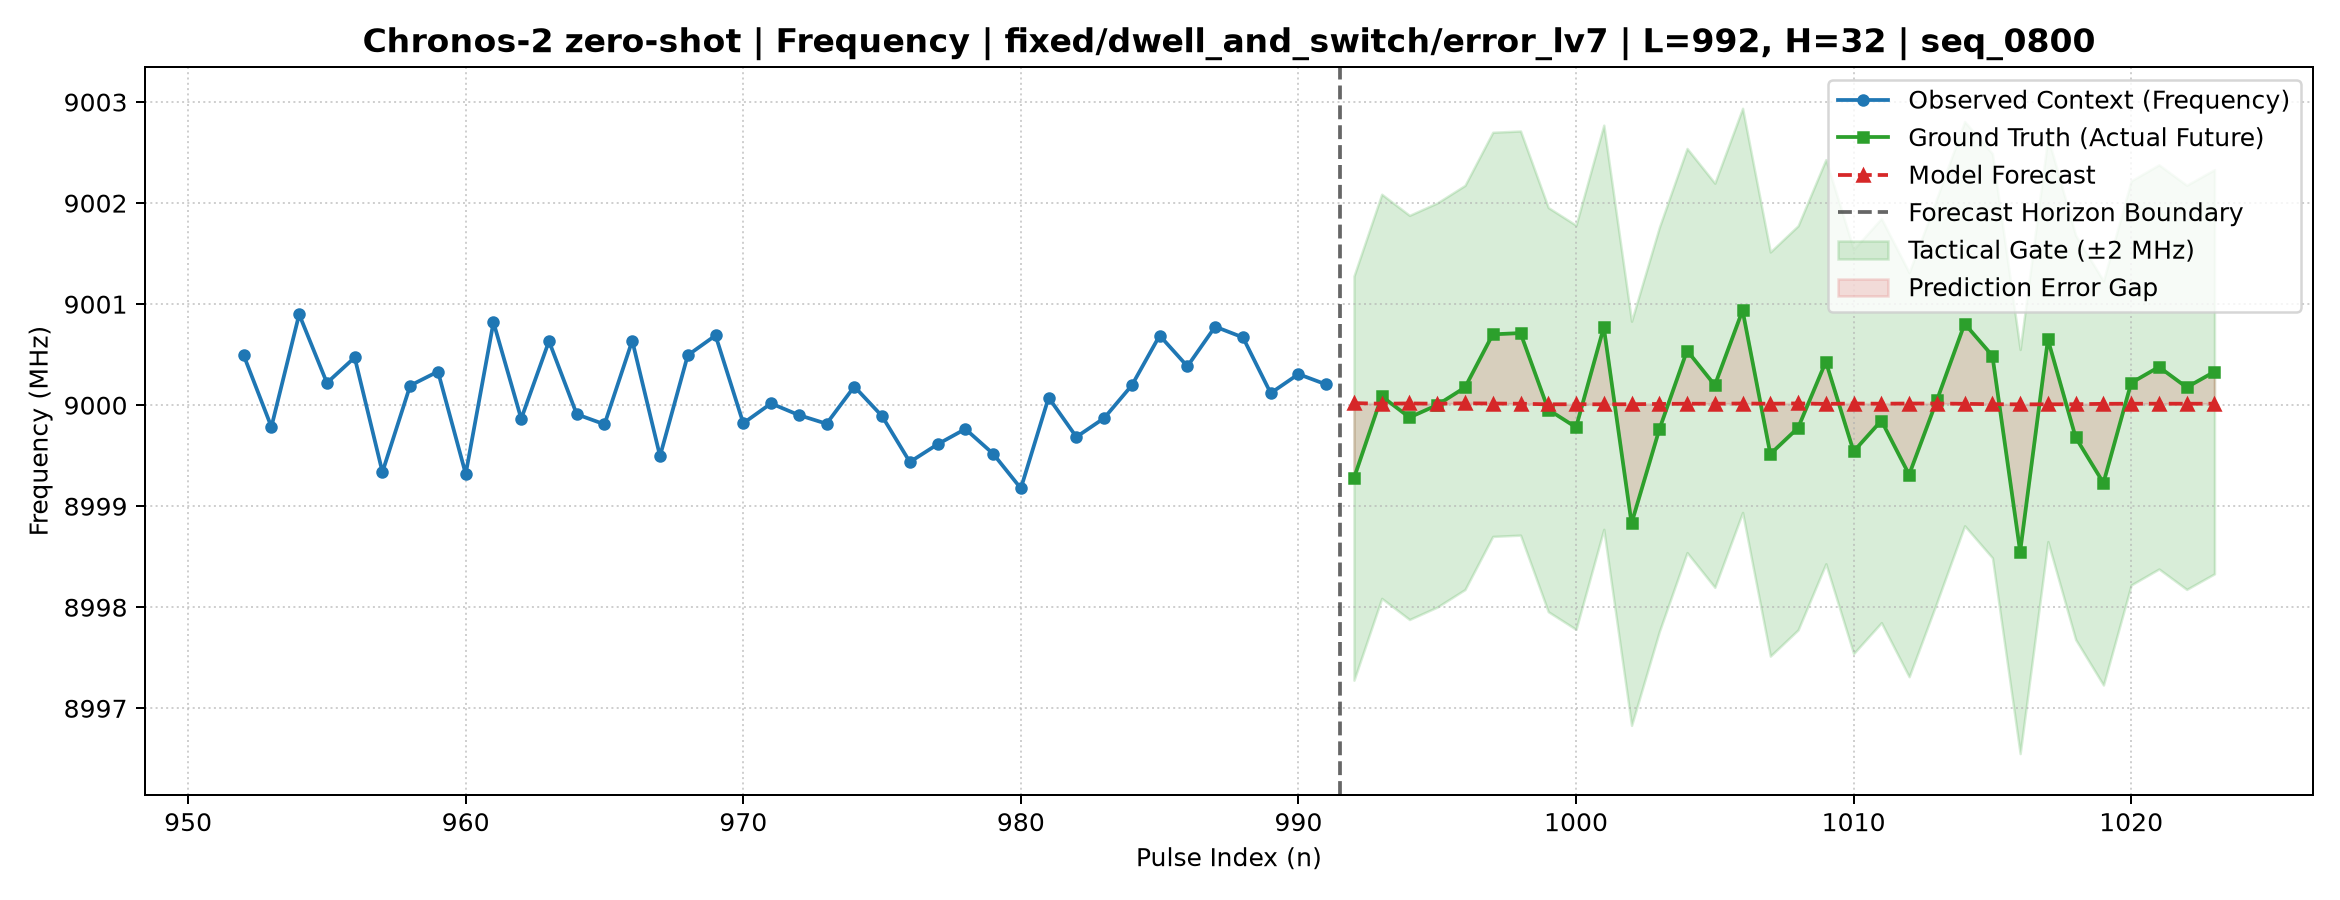 Chronos-2 zero-shot | Frequency | fixed/dwell_and_switch/error_lv7 | L=992, H=32 | seq_0800
Frequency (MHz)
9003
9002
9001
9000
8999
8998
8997
Observed Context (Frequency)
Ground Truth (Actual Future)
Model Forecast
Forecast Horizon Boundary
Tactical Gate (±2 MHz)
Prediction Error Gap
950 960 970 980 990 1000 1010 1020
Pulse Index (n)